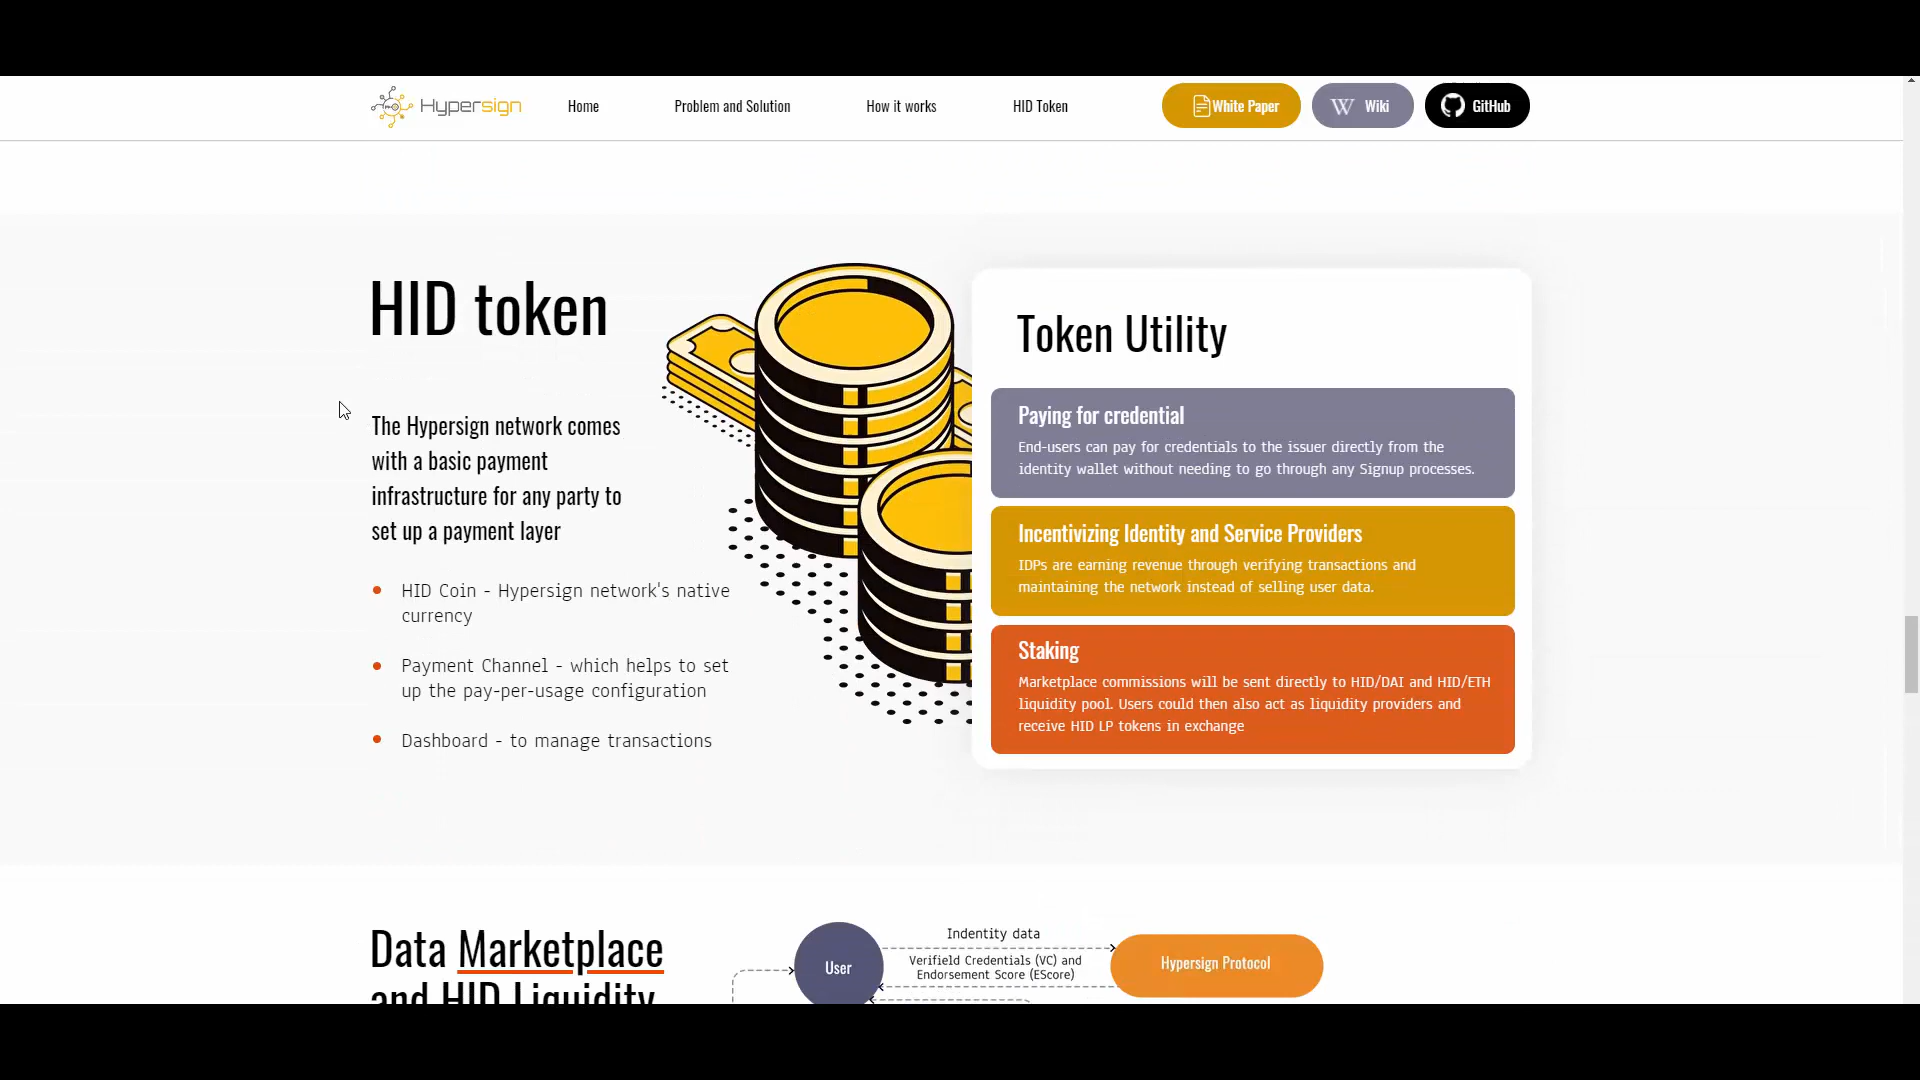 Hypersign
Home
Problem and Solution
How it works
HID Token
White Paper
Wiki
GitHub
HID token
The Hypersign network comes
with a basic payment
infrastructure for any party to
set up a payment layer
HID Coin - Hypersign network's native
currency
Payment Channel - which helps to set
up the pay-per-usage configuration
Dashboard - to manage transactions
Token Utility
Paying for credential
End-users can pay for credentials to the issuer directly from the
identity wallet without needing to go through any Signup processes.
Incentivizing Identity and Service Providers
IDPs are earning revenue through verifying transactions and
maintaining the network instead of selling user data.
Staking
Marketplace commissions will be sent directly to HID/DAI and HID/ETH
liquidity pool. Users could then also act as liquidity providers and
receive HID LP tokens in exchange
Data Marketplace
and HID Liquidity
User
Indentity data
Verifield Credentials (VC) and
Endorsement Score (EScore)
Hypersign Protocol